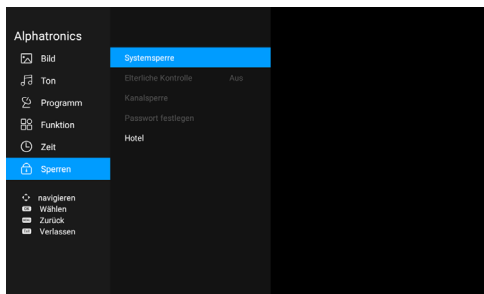 Alphatronics
Bild
Ton
Programm
Funktion
Zeit
Sperren
navigieren
OK Wählen
Zurück
Verlassen
Systemsperre
Elterliche Kontrolle Aus
Kanalsperre
Passwort festlegen
Hotel